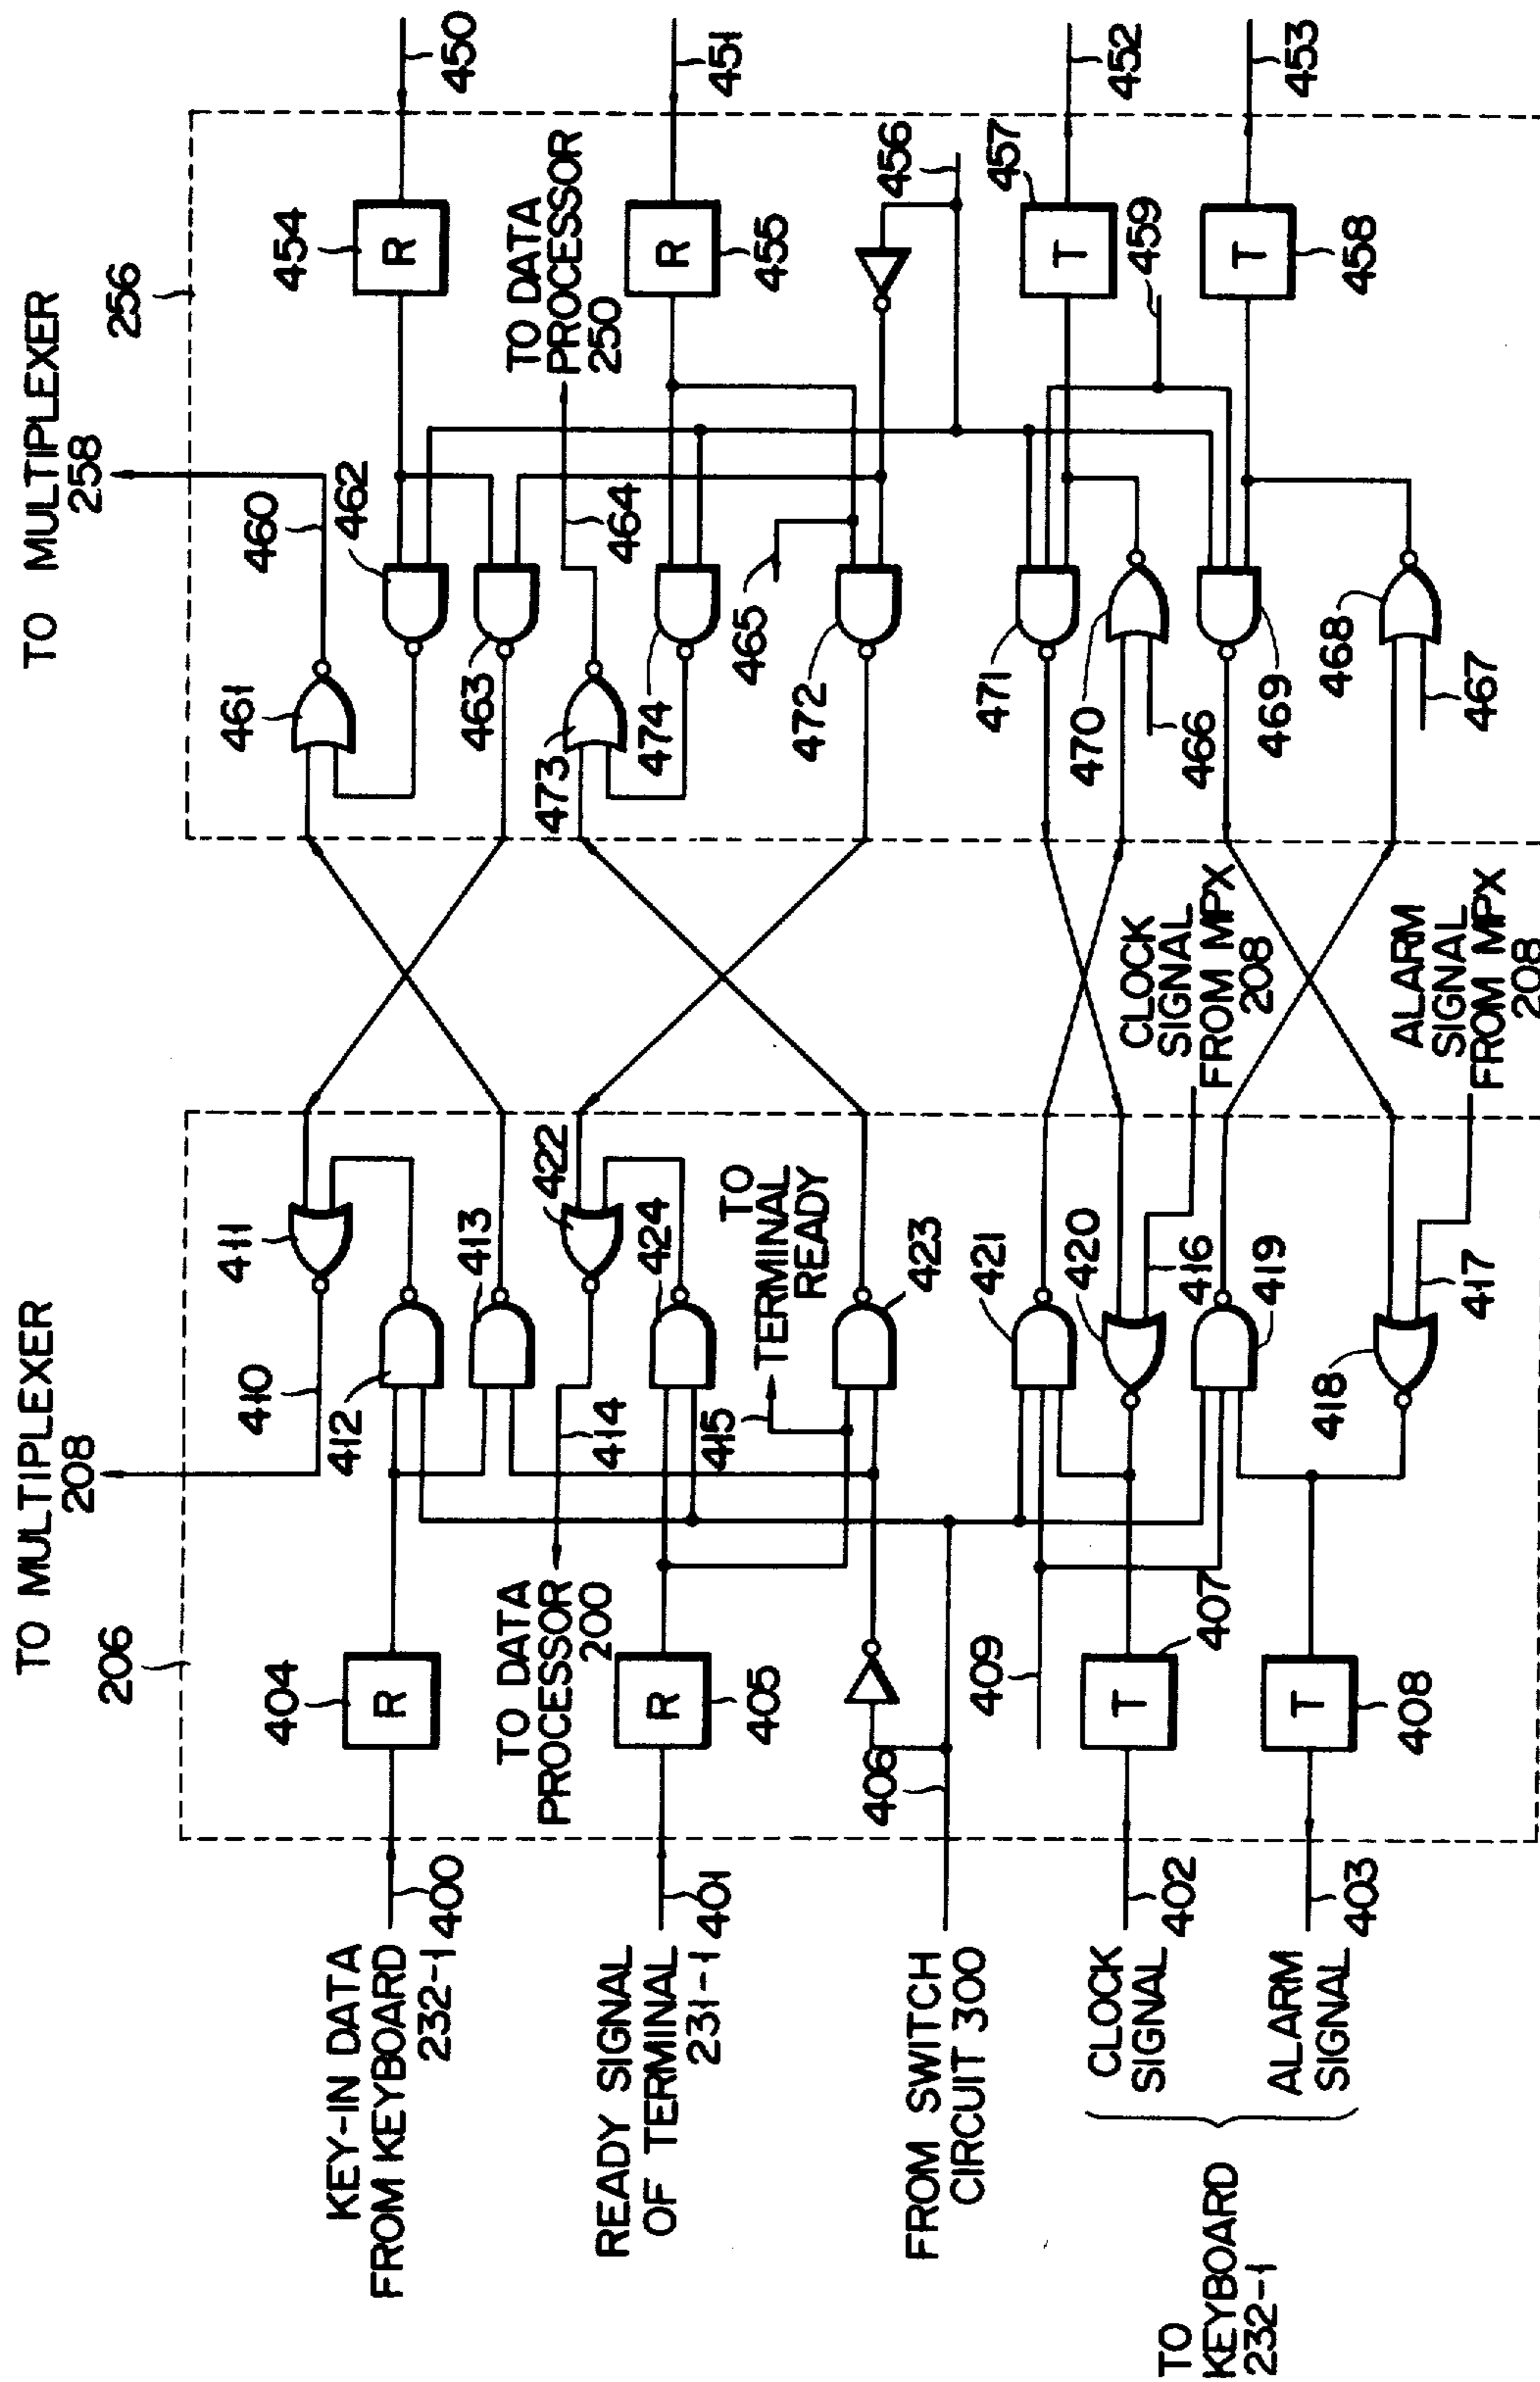 TO MULTIPLEXER
208
TO MULTIPLEXER
258
206
256
KEY-IN DATA
FROM KEYBOARD
232-1
400
404
R
410
411
412
413
TO DATA
PROCESSOR
200
414
422
424
READY SIGNAL
OF TERMINAL
231-1
401
405
R
415
TO
TERMINAL
READY
423
FROM SWITCH
CIRCUIT 300
406
409
421
CLOCK
SIGNAL
402
T
407
420
416
CLOCK
SIGNAL
FROM MPX
208
419
ALARM
SIGNAL
403
T
408
418
417
ALARM
SIGNAL
FROM MPX
208
TO
KEYBOARD
232-1
460
461
462
463
454
R
450
TO DATA
PROCESSOR
250
464
473
474
455
R
451
465
472
456
471
457
T
452
459
470
466
469
458
T
453
468
467